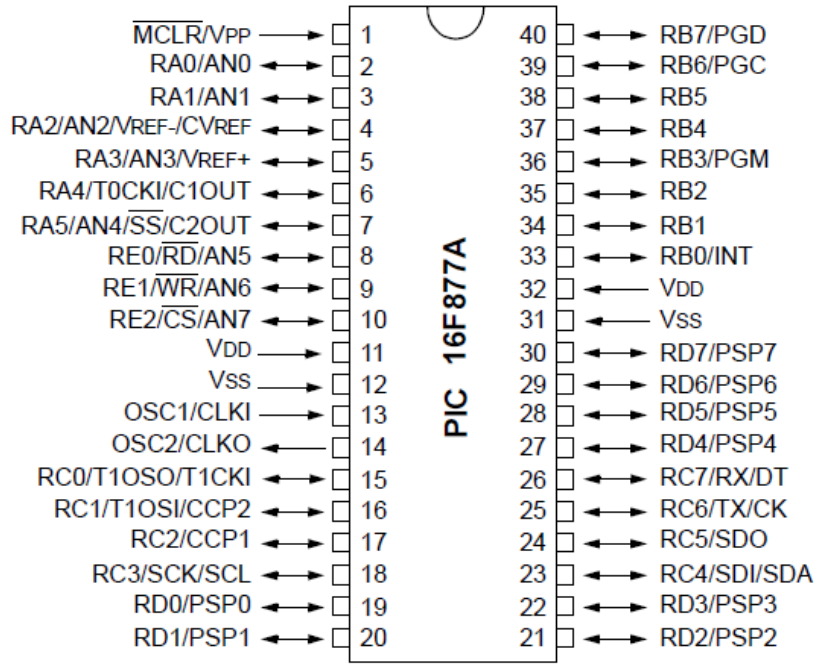 MCLR/VPP 1 40 RB7/PGD
RA0/AN0 2 39 RB6/PGC
RA1/AN1 3 38 RB5
RA2/AN2/VREF-/CVREF 4 37 RB4
RA3/AN3/VREF+ 5 36 RB3/PGM
RA4/T0CKI/C1OUT 6 35 RB2
RA5/AN4/SS/C2OUT 7 34 RB1
RE0/RD/AN5 8 33 RB0/INT
RE1/WR/AN6 9 32 VDD
RE2/CS/AN7 10 31 VSS
VDD 11 30 RD7/PSP7
VSS 12 29 RD6/PSP6
OSC1/CLKI 13 28 RD5/PSP5
OSC2/CLKO 14 27 RD4/PSP4
RC0/T1OSO/T1CKI 15 26 RC7/RX/DT
RC1/T1OSI/CCP2 16 25 RC6/TX/CK
RC2/CCP1 17 24 RC5/SDO
RC3/SCK/SCL 18 23 RC4/SDI/SDA
RD0/PSP0 19 22 RD3/PSP3
RD1/PSP1 20 21 RD2/PSP2
PIC 16F877A